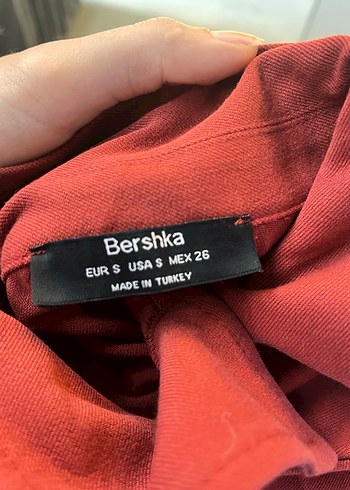 Bershka
EUR S USA S MEX 26
MADE IN TURKEY